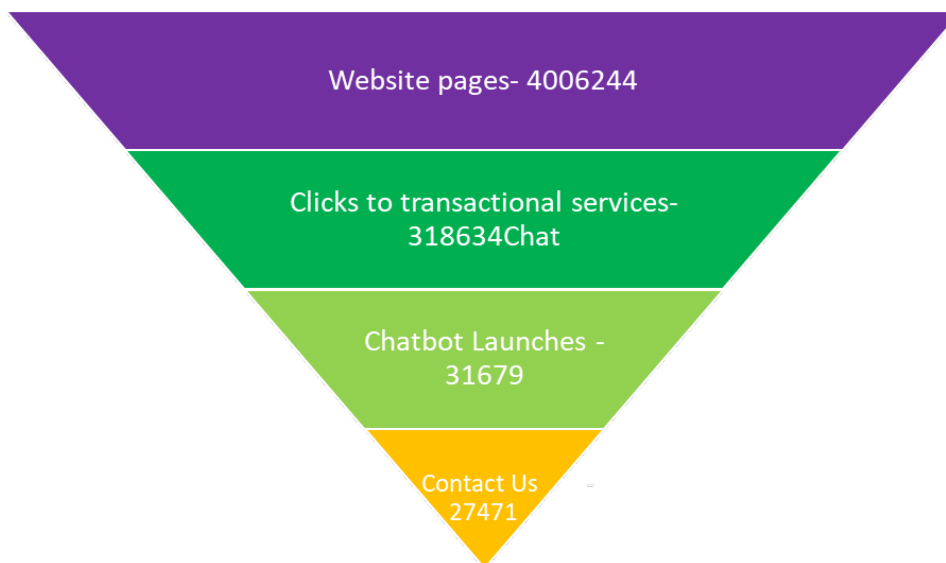 Website pages- 4006244
Clicks to transactional services-
318634Chat
Chatbot Launches -
31679
Contact Us
27471